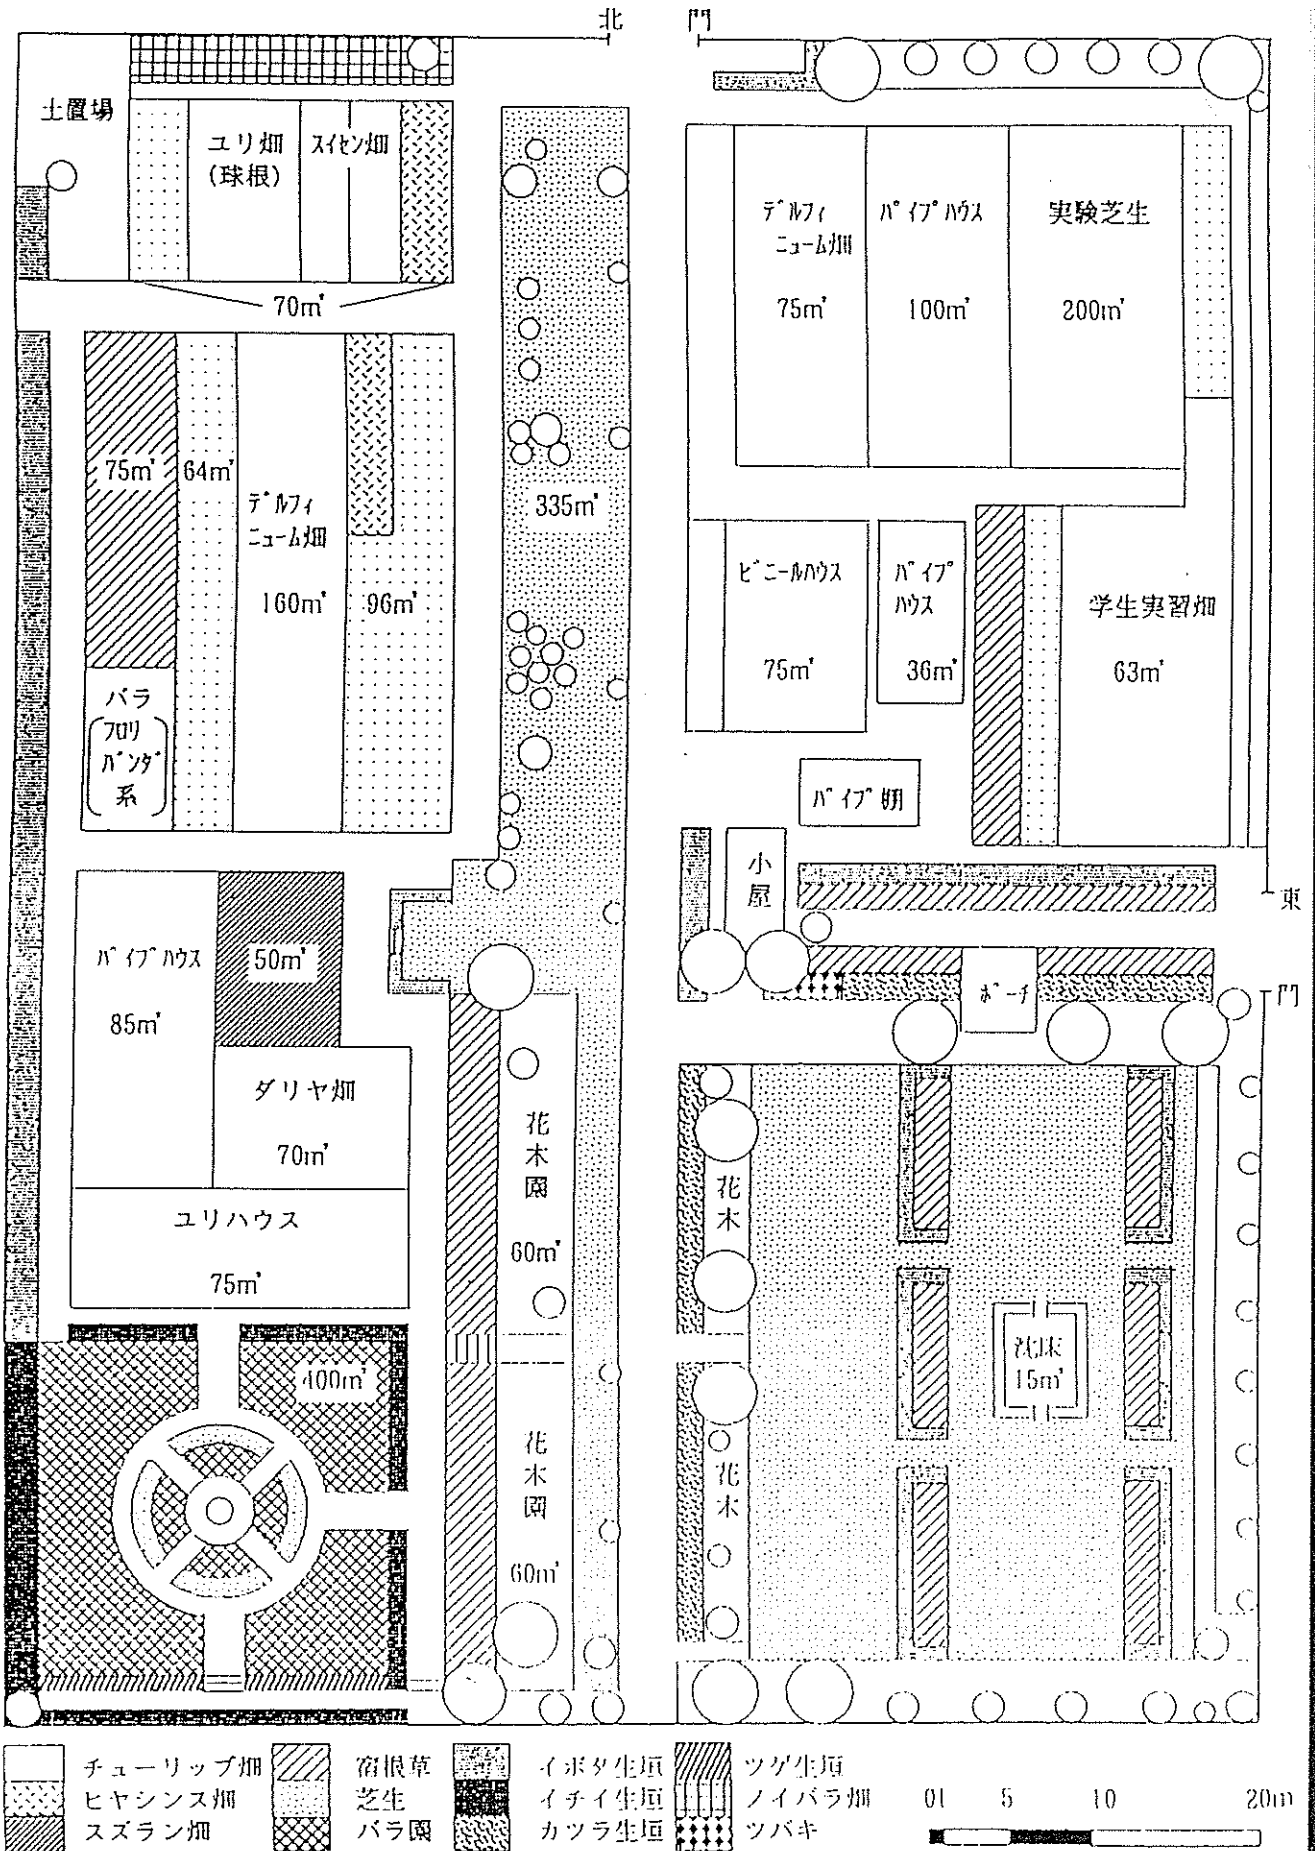 北
門
土置場
ユリ畑
(球根)
スイセン畑
70㎡
デルフィ
ニューム畑
75㎡
パイプハウス
100㎡
実験芝生
200㎡
75㎡
64㎡
デルフィ
ニューム畑
160㎡
96㎡
335㎡
バラ
フロリ
バンダ
系
ビニールハウス
75㎡
パイプ
ハウス
36㎡
学生実習畑
63㎡
パイプ棚
小屋
東
パイプハウス
85㎡
50㎡
ダリヤ畑
70㎡
ユリハウス
75㎡
花木園
60㎡
ポーチ
門
花木
400㎡
花木園
60㎡
花木
15㎡
チューリップ畑
ヒヤシンス畑
スズラン畑
宿根草
芝生
バラ園
イボタ生垣
イチイ生垣
カツラ生垣
ツゲ生垣
ノイバラ畑
ツバキ
01 5 10 20m